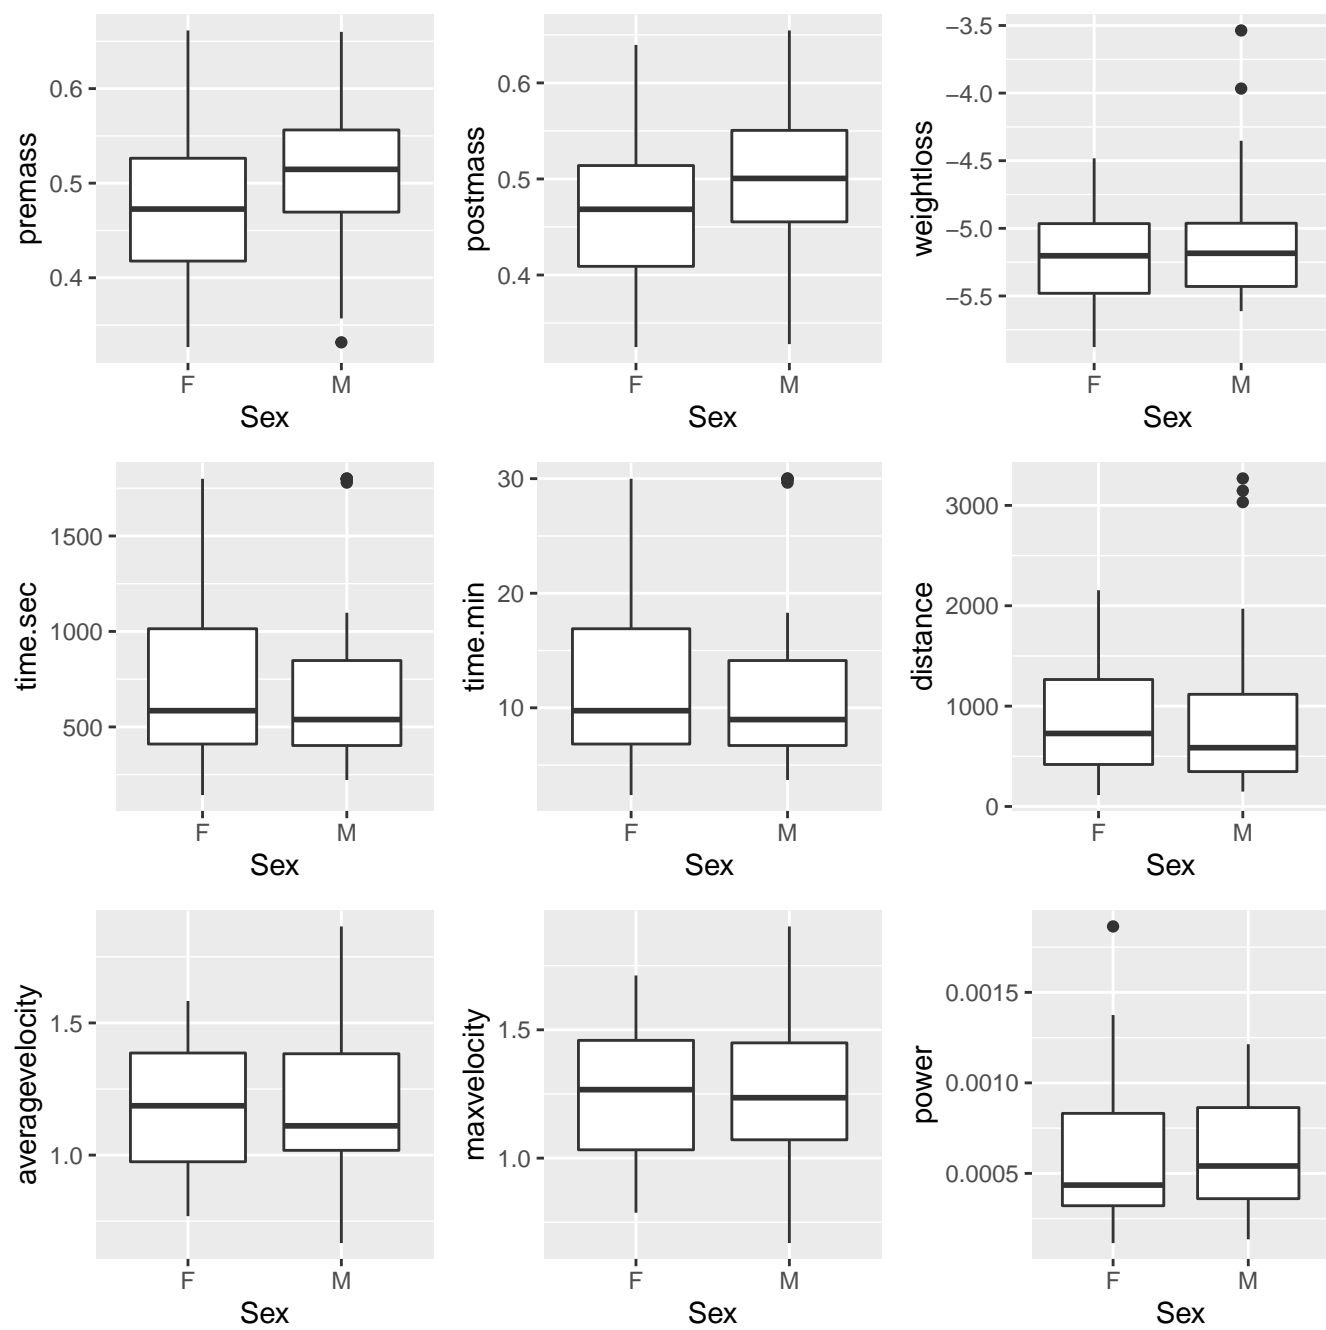 premass
0.6
0.5
0.4
F M
Sex
postmass
0.6
0.5
0.4
F M
Sex
weightloss
−3.5
−4.0
−4.5
−5.0
−5.5
F M
Sex
time.sec
1500
1000
500
F M
Sex
time.min
30
20
10
F M
Sex
distance
3000
2000
1000
0
F M
Sex
averagevelocity
1.5
1.0
F M
Sex
maxvelocity
1.5
1.0
F M
Sex
power
0.0015
0.0010
0.0005
F M
Sex